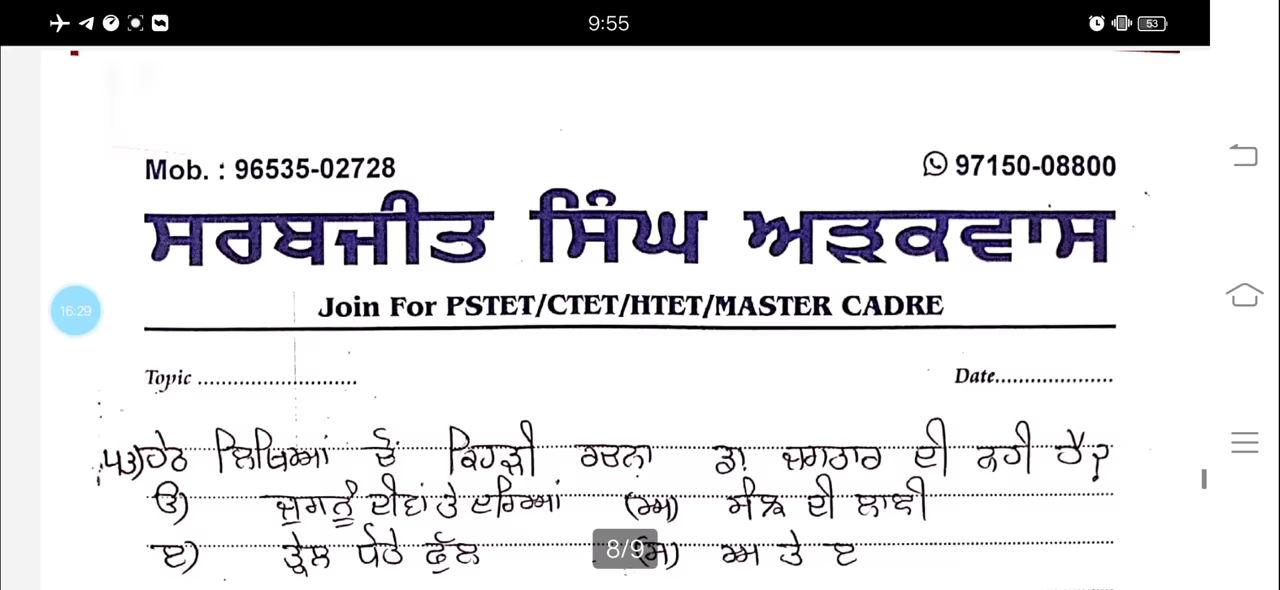 9:55
53
Mob. : 96535-02728
97150-08800
ਸਰਬਜੀਤ ਸਿੰਘ ਅੜਕਵਾਸ
16:29
Join For PSTET/CTET/HTET/MASTER CADRE
Topic ............................
Date.....................
43) ਹੇਠ ਲਿਖਿਆਂ ਚੋਂ ਕਿਹੜੀ ਰਚਨਾ ਡਾ. ਜਗਤਾਰ ਦੀ ਨਹੀ ਹੈ?
ੳ) ਜੁਗਨੂੰ ਦੀਵਾ ਤੇ ਦਰਿਆ (ਅ) ਦੀ
ੲ) ਤ੍ਰੇਲ ਧੋਤੇ ਫੁੱਲ (ਸ) ਅ ਤੇ ੲ
8/9